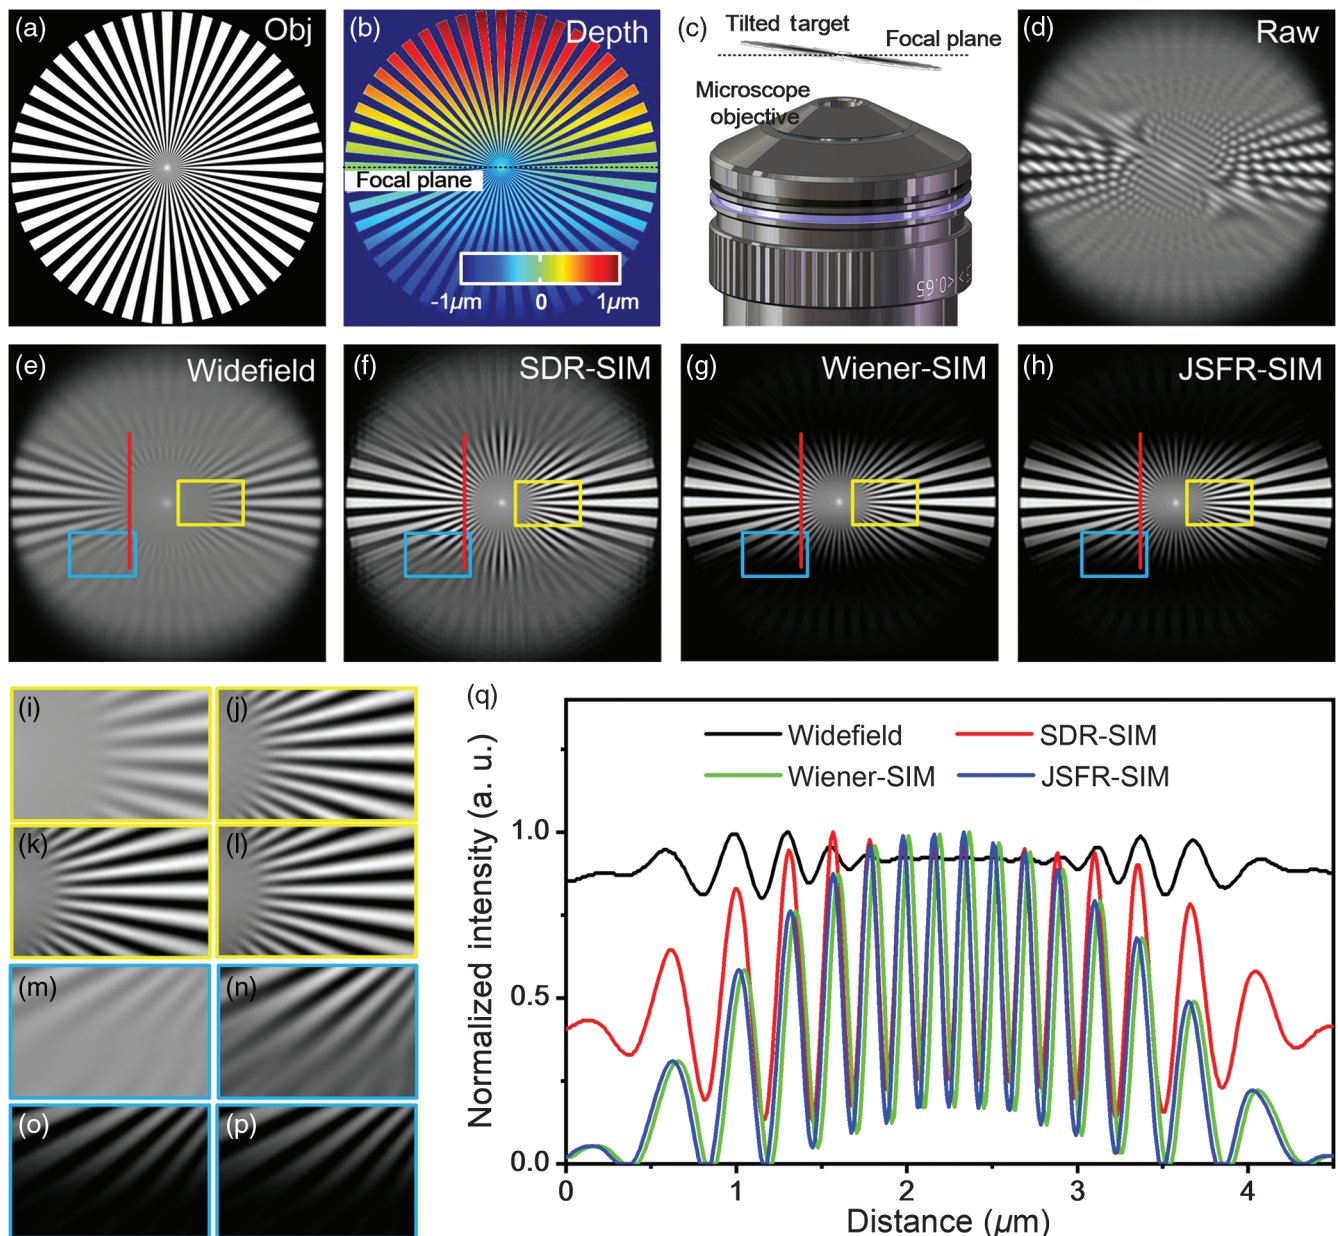 (a) Obj
(b) Depth
Focal plane
-1µm 0 1µm
(c) Tilted target
Focal plane
Microscope
objective
(d) Raw
(e) Widefield
(f) SDR-SIM
(g) Wiener-SIM
(h) JSFR-SIM
(i)
(j)
(k)
(l)
(m)
(n)
(o)
(p)
(q)
Widefield
SDR-SIM
Wiener-SIM
JSFR-SIM
Normalized intensity (a. u.)
1.0
0.5
0.0
0 1 2 3 4
Distance (µm)